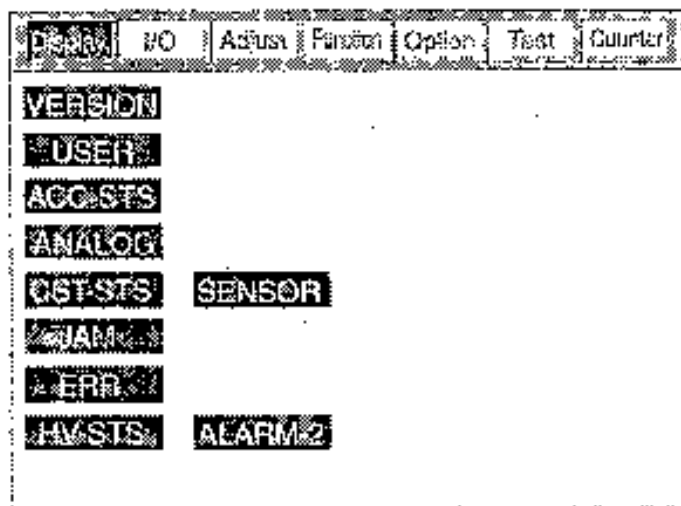 Display I/O Adjust Function Option Test Counter
VERSION
USER
ACC-STS
ANALOG
CST-STS SENSOR
JAM
ERR
HV-STS ALARM-2